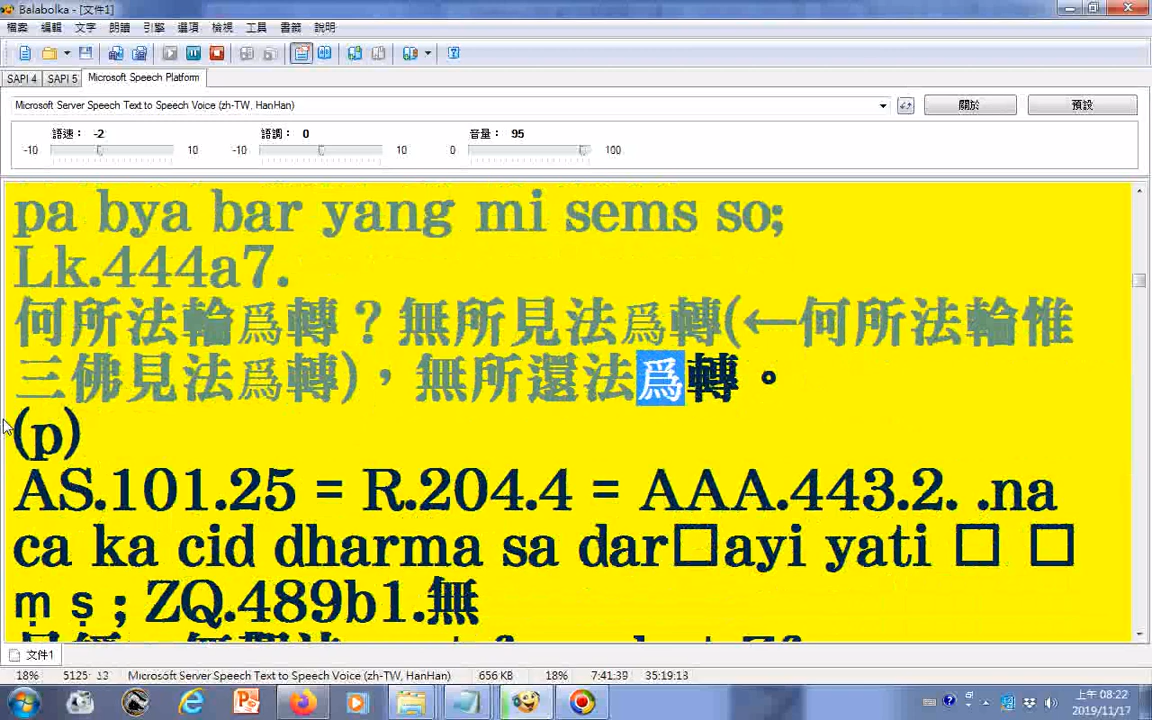 Balabolka - [文件1]
檔案 編輯 文字 朗讀 引擎 選項 檢視 工具 書籤 說明
SAPI 4 SAPI 5 Microsoft Speech Platform
Microsoft Server Speech Text to Speech Voice (zh-TW, HanHan) 關於 預設
語速： -2 語調： 0 音量： 95
-10 10 -10 10 0 100
pa bya bar yang mi sems so;
Lk.444a7.
何所法輪爲轉？無所見法爲轉(←何所法輪惟
三佛見法爲轉)，無所還法爲轉。
(p)
AS.101.25 = R.204.4 = AAA.443.2. .na
ca ka cid dharma sa dar□ayi yati □ □
ṃ ṣ ; ZQ.489b1.無
文件1
18% 5125: 33 Microsoft Server Speech Text to Speech Voice (zh-TW, HanHan) 656 KB 18% 7:41:39 35:19:13
上午 08:22
2019/11/17